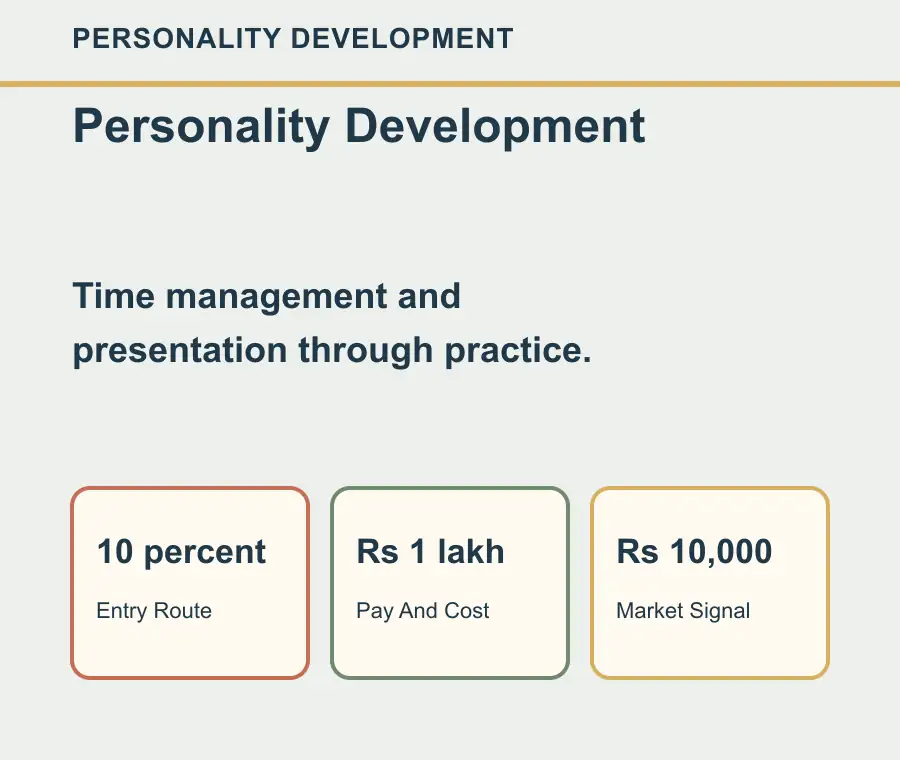 PERSONALITY DEVELOPMENT
Personality Development
Time management and
presentation through practice.
10 percent
Entry Route
Rs 1 lakh
Pay And Cost
Rs 10,000
Market Signal